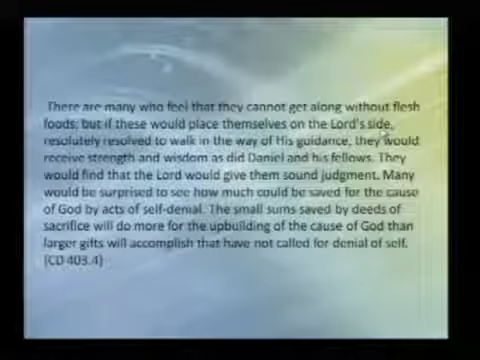 There are many who feel that they cannot get along without flesh
foods; but if these would place themselves on the Lord's side,
resolutely resolved to walk in the way of His guidance, they would
receive strength and wisdom as did Daniel and his fellows. They
would find that the Lord would give them sound judgment. Many
would be surprised to see how much could be saved for the cause
of God by acts of self-denial. The small sums saved by deeds of
sacrifice will do more for the upbuilding of the cause of God than
larger gifts will accomplish that have not called for denial of self.
{CD 403.4}